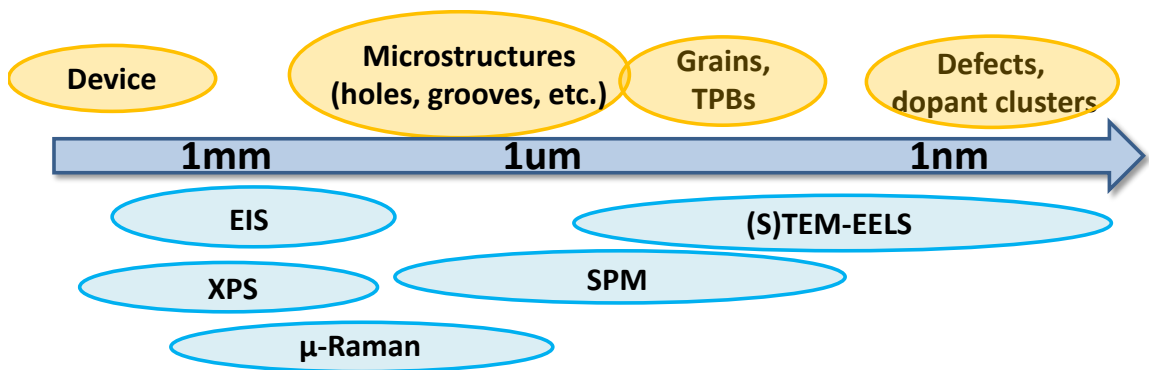 Device
Microstructures
(holes, grooves, etc.)
Grains,
TPBs
Defects,
dopant clusters
1mm
1um
1nm
EIS
(S)TEM-EELS
XPS
SPM
μ-Raman